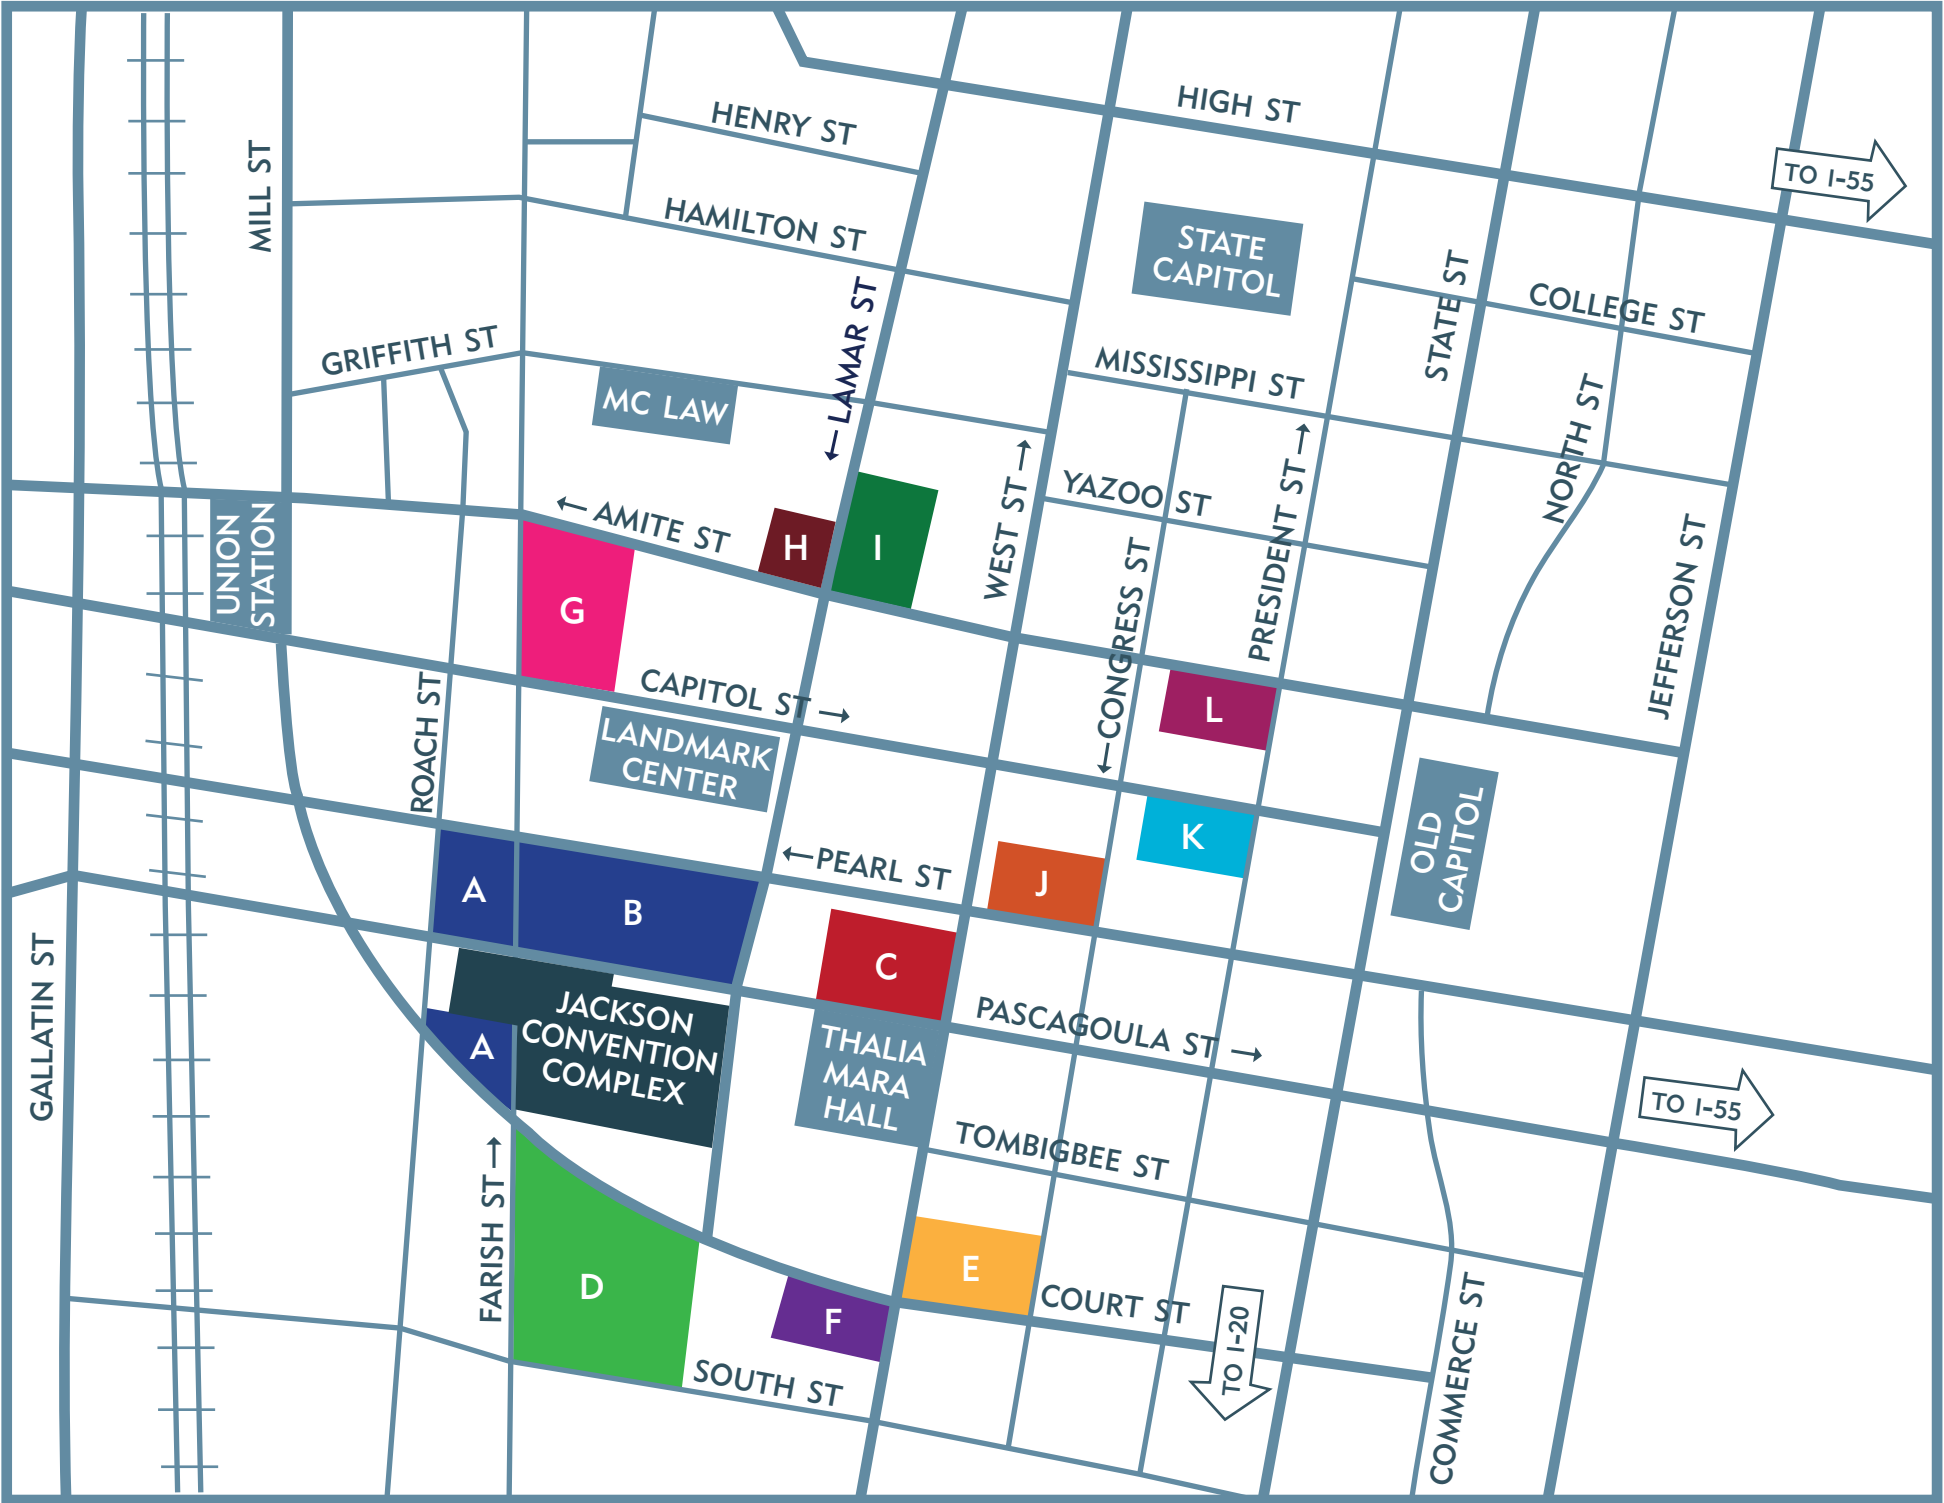 HIGH ST
HENRY ST
TO I-55
MILL ST
HAMILTON ST
STATE
CAPITOL
STATE ST
COLLEGE ST
GRIFFITH ST
←LAMAR ST
MISSISSIPPI ST
MC LAW
NORTH ST
WEST ST→
YAZOO ST
PRESIDENT ST→
←AMITE ST
UNION
STATION
H
I
G
←CONGRESS ST
JEFFERSON ST
CAPITOL ST→
L
ROACH ST
LANDMARK
CENTER
OLD
CAPITOL
K
←PEARL ST
J
A
B
C
GALLATIN ST
JACKSON
CONVENTION
COMPLEX
A
PASCAGOULA ST→
THALIA
MARA
HALL
TO I-55
TOMBIGBEE ST
FARISH ST→
E
D
COURT ST
F
TO I-20
COMMERCE ST
SOUTH ST